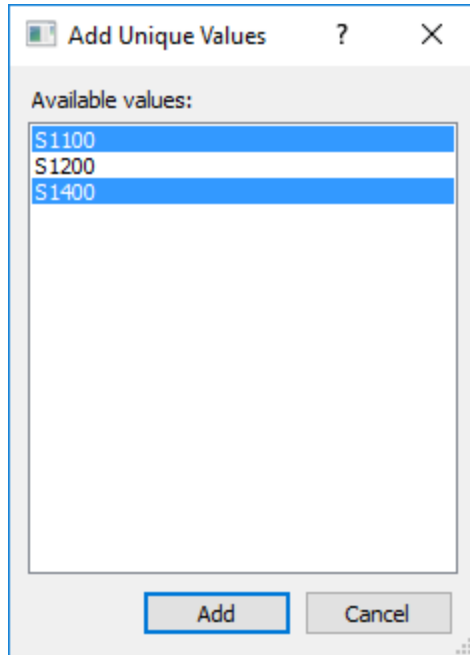 Add Unique Values ?
Available values:
S1100
S1200
S1400
Add Cancel